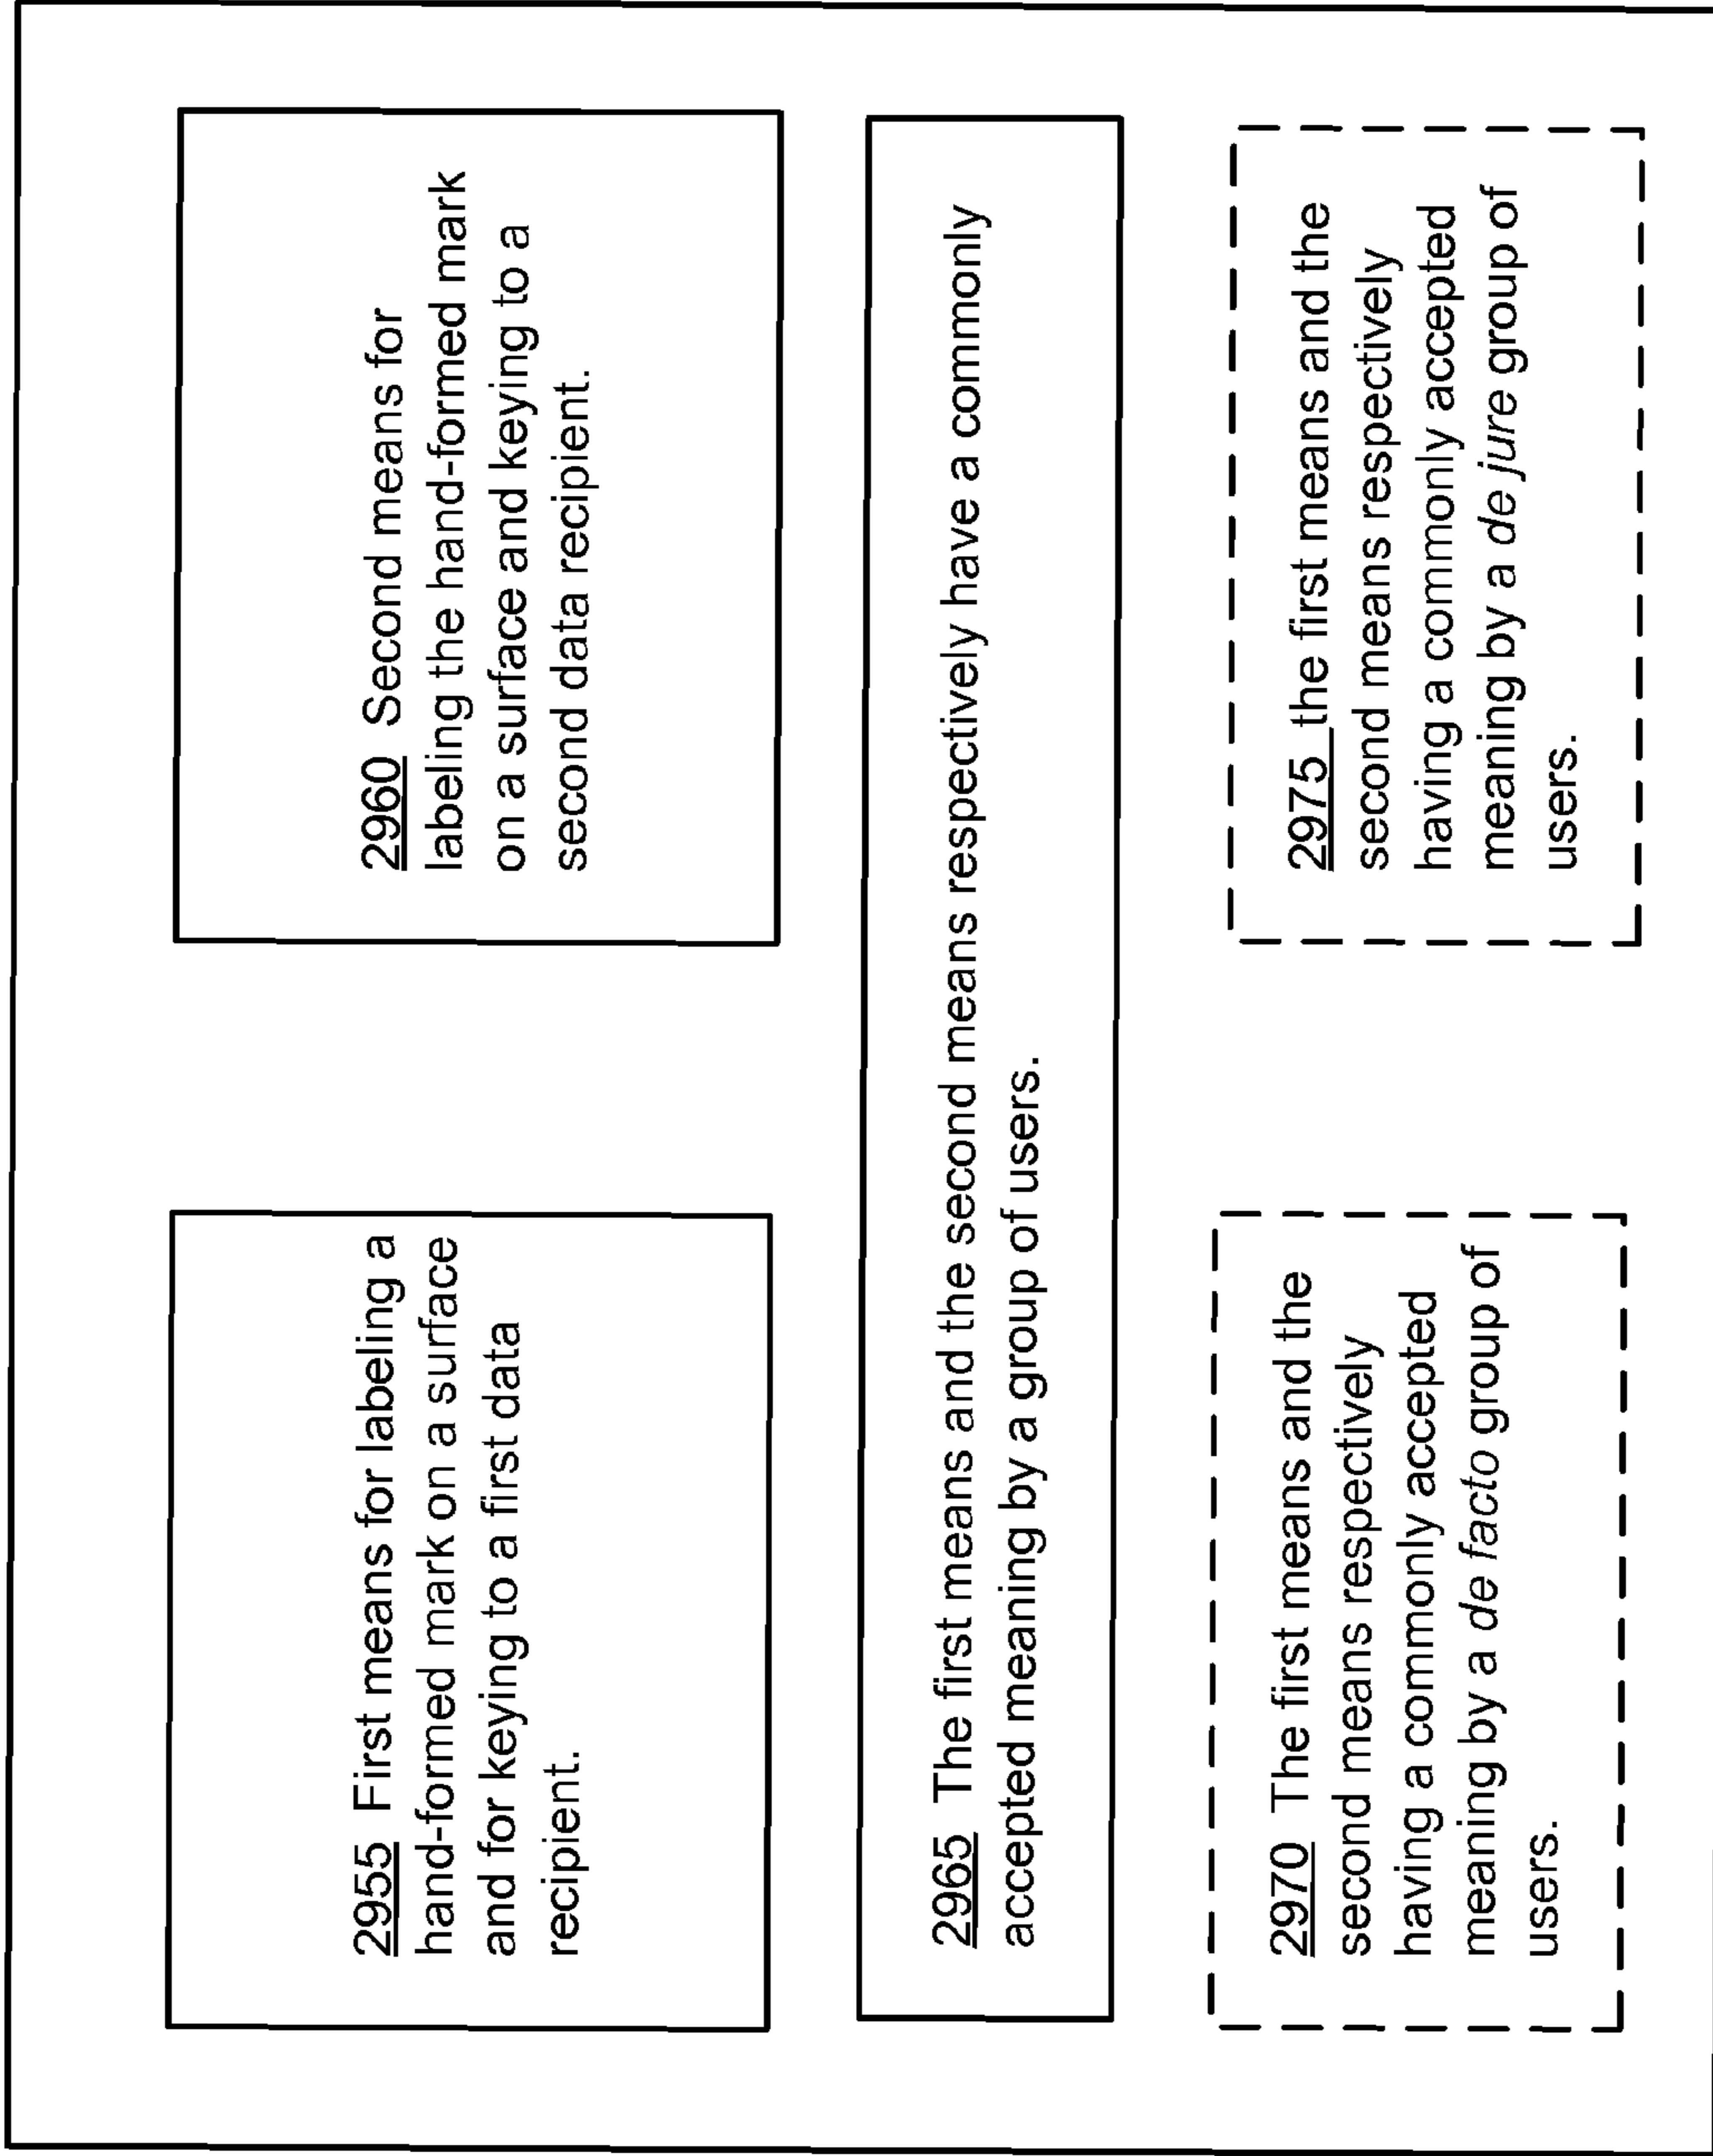 2955 First means for labeling a
hand-formed mark on a surface
and for keying to a first data
recipient.
2960 Second means for
labeling the hand-formed mark
on a surface and keying to a
second data recipient.
2965 The first means and the second means respectively have a commonly
accepted meaning by a group of users.
2970 The first means and the
second means respectively
having a commonly accepted
meaning by a de facto group of
users.
2975 the first means and the
second means respectively
having a commonly accepted
meaning by a de jure group of
users.